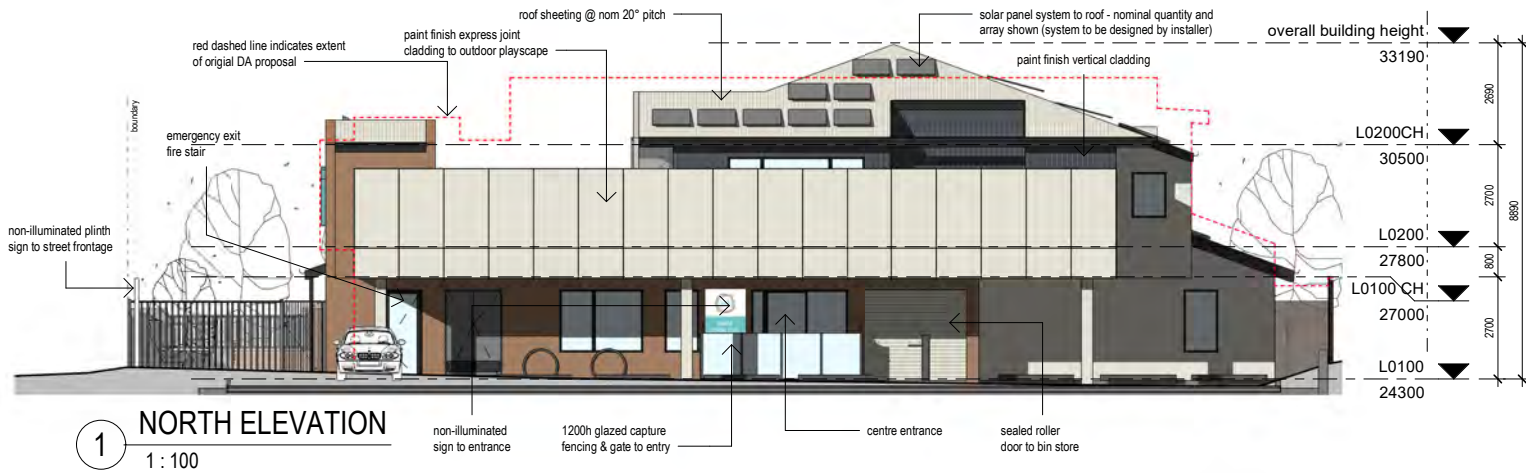 roof sheeting @ nom 20° pitch
solar panel system to roof - nominal quantity and
array shown (system to be designed by installer)
overall building height
33190
red dashed line indicates extent
of origial DA proposal
paint finish express joint
cladding to outdoor playscape
paint finish vertical cladding
boundary
emergency exit
fire stair
2690
L0200CH
30500
2700
8890
non-illuminated plinth
sign to street frontage
L0200
27800
800
L0100 CH
27000
2700
L0100
24300
1
NORTH ELEVATION
1 : 100
non-illuminated
sign to entrance
1200h glazed capture
fencing & gate to entry
centre entrance
sealed roller
door to bin store